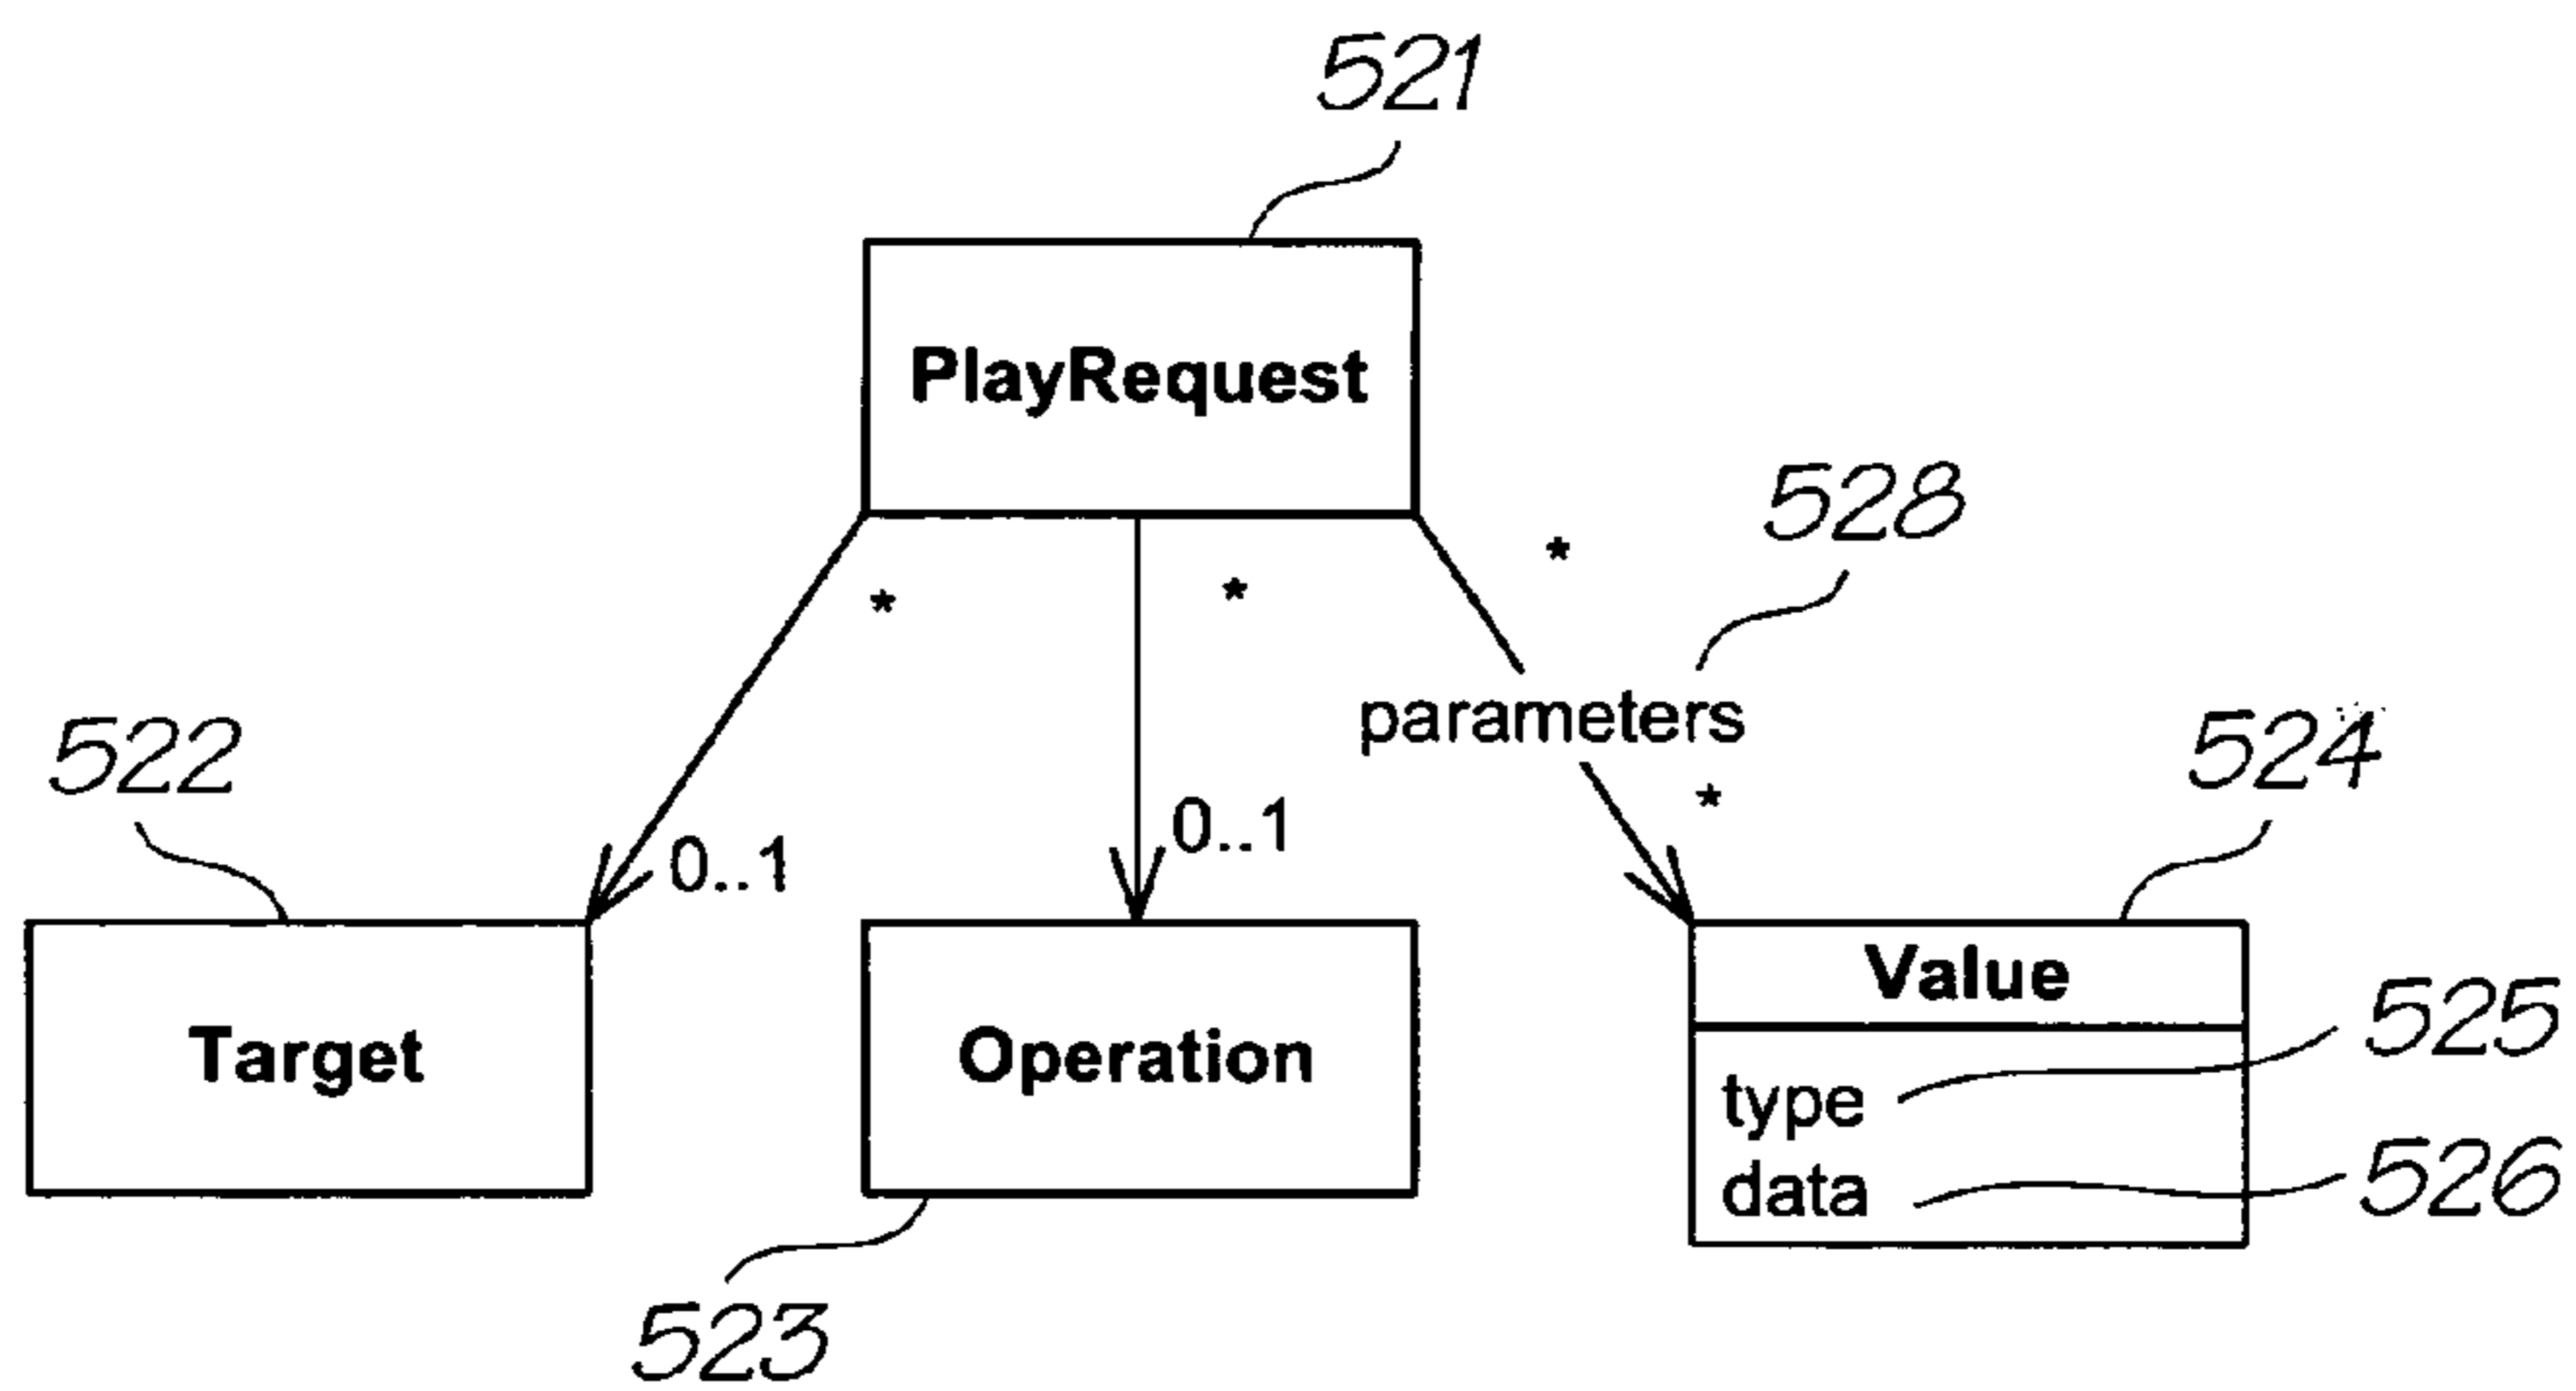 521
PlayRequest
528
*
*
*
parameters
522
524
*
0..1
0..1
Value
525
Target
Operation
type
data
526
523